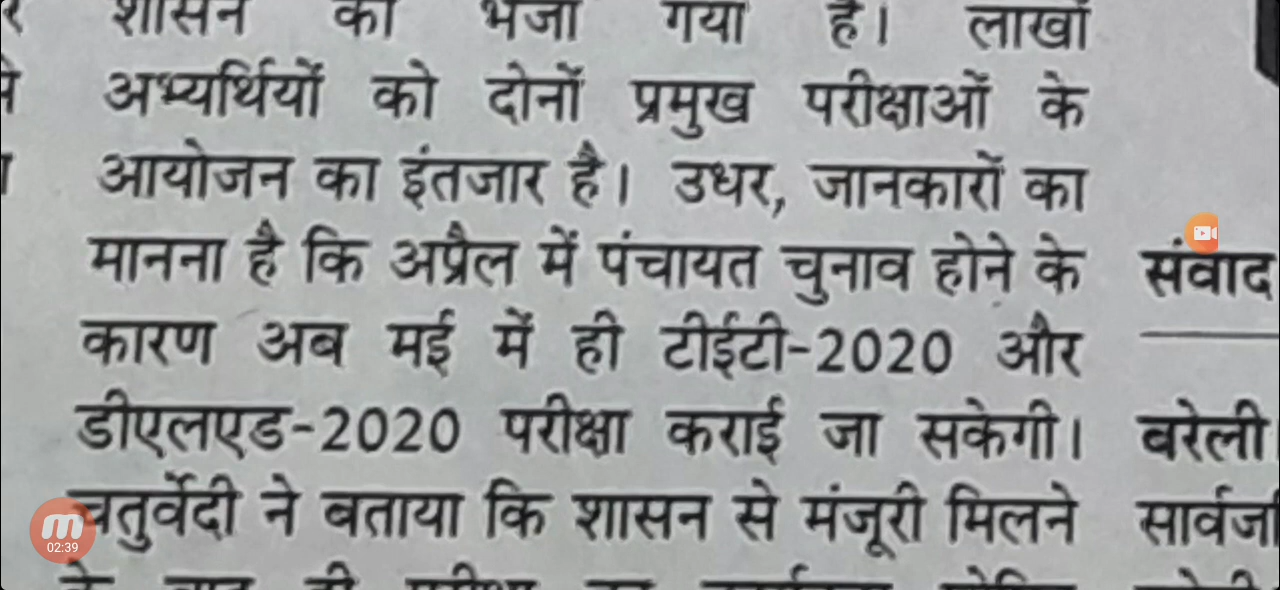 र शासन को भेजा गया है। लाखों
अभ्यर्थियों को दोनों प्रमुख परीक्षाओं के
आयोजन का इंतजार है। उधर, जानकारों का
मानना है कि अप्रैल में पंचायत चुनाव होने के
संवाद
कारण अब मई में ही टीईटी-2020 और
डीएलएड-2020 परीक्षा कराई जा सकेगी।
बरेली
चतुर्वेदी ने बताया कि शासन से मंजूरी मिलने
02:39